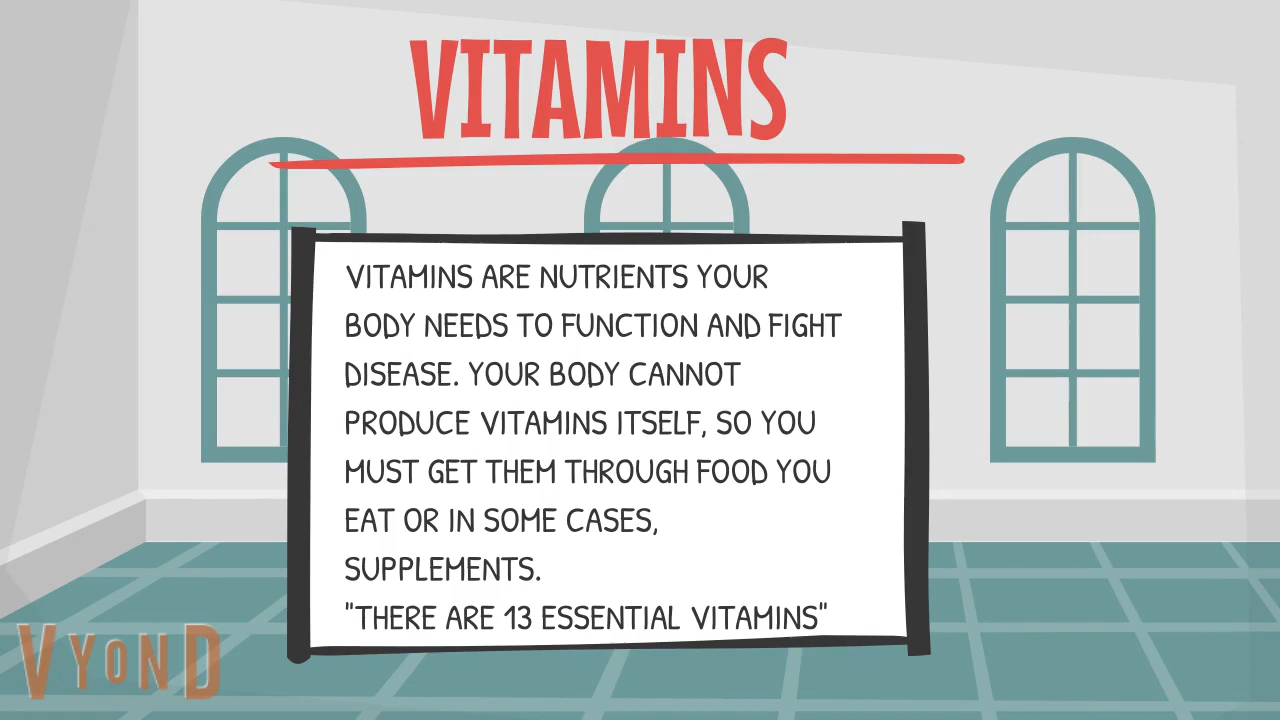 VITAMINS
VITAMINS ARE NUTRIENTS YOUR
BODY NEEDS TO FUNCTION AND FIGHT
DISEASE. YOUR BODY CANNOT
PRODUCE VITAMINS ITSELF, SO YOU
MUST GET THEM THROUGH FOOD YOU
EAT OR IN SOME CASES,
SUPPLEMENTS.
"THERE ARE 13 ESSENTIAL VITAMINS"
VYOND